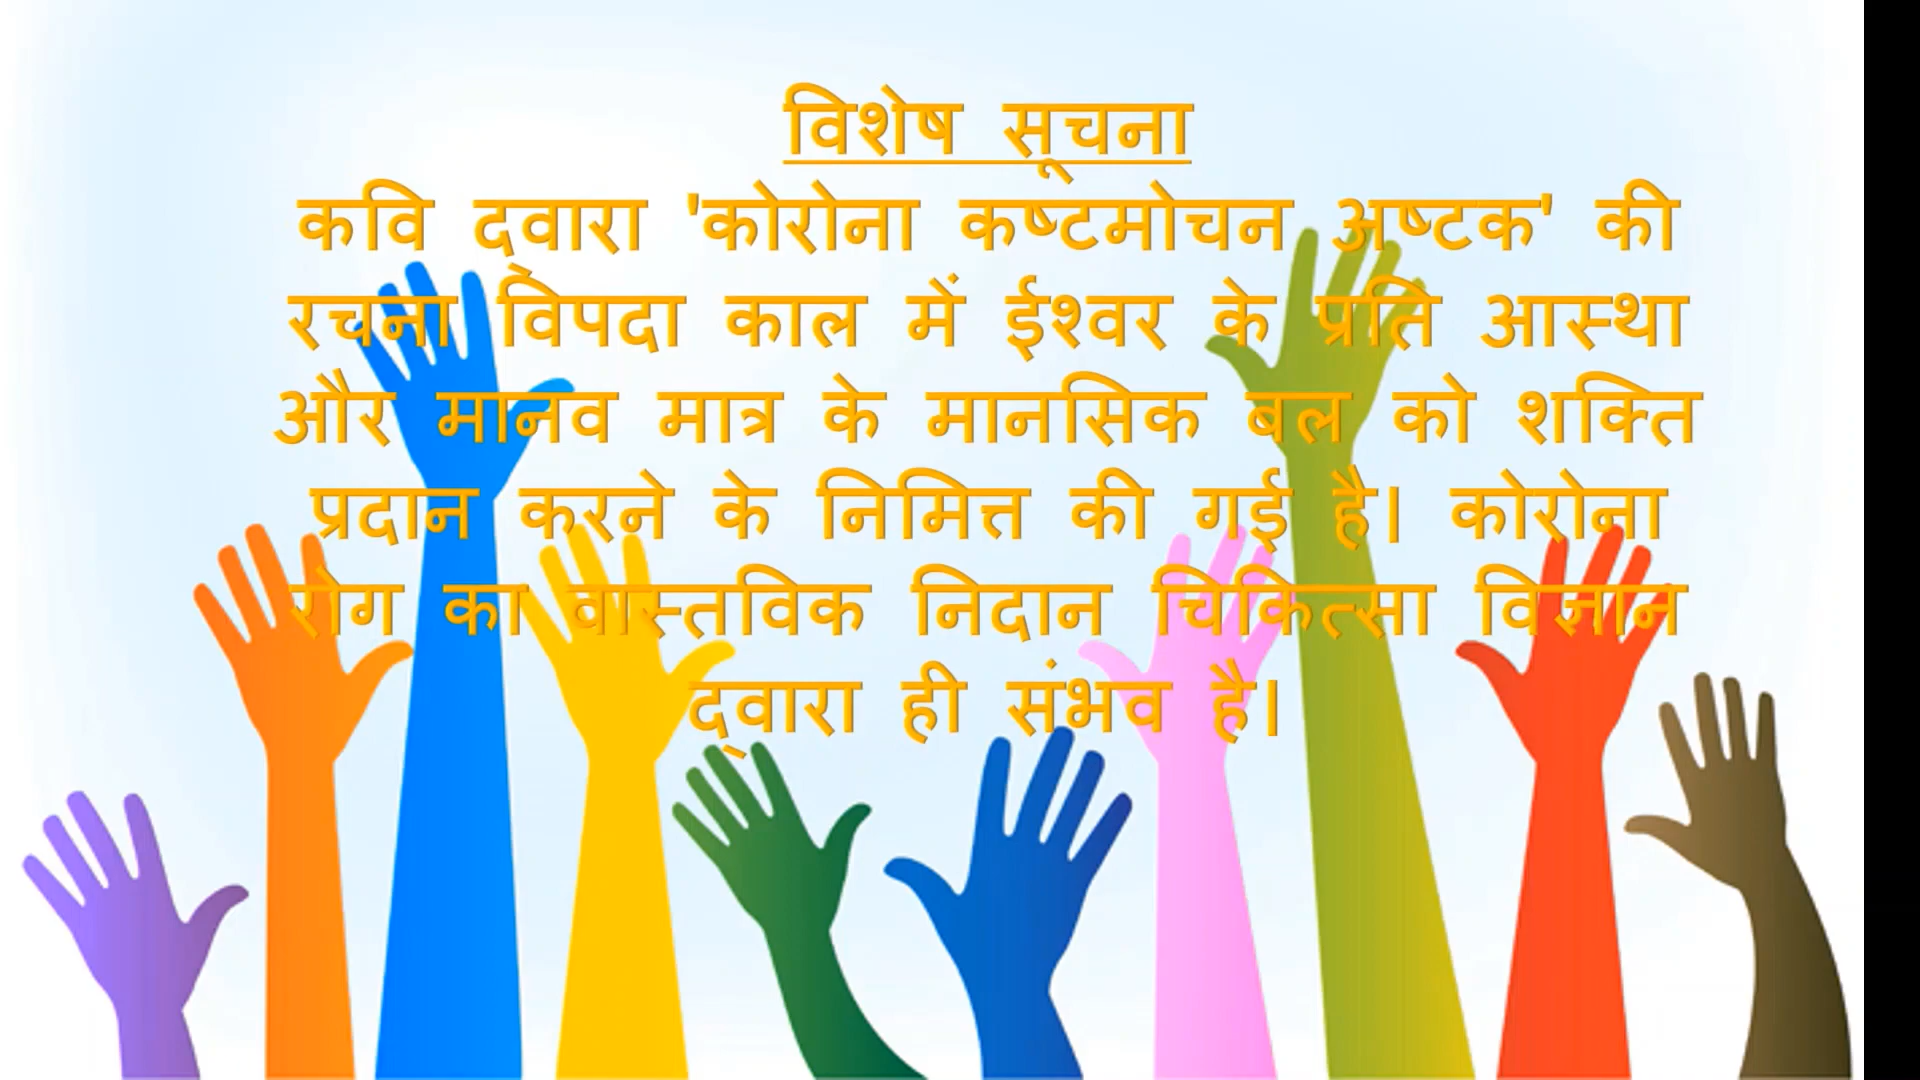 विशेष सूचना
कवि द्वारा 'कोरोना कष्टमोचन अष्टक' की
रचना विपदा काल में ईश्वर के प्रति आस्था
और मानव मात्र के मानसिक बल को शक्ति
प्रदान करने के निमित्त की गई है। कोरोना
रोग का वास्तविक निदान चिकित्सा विज्ञान
द्वारा ही संभव है।